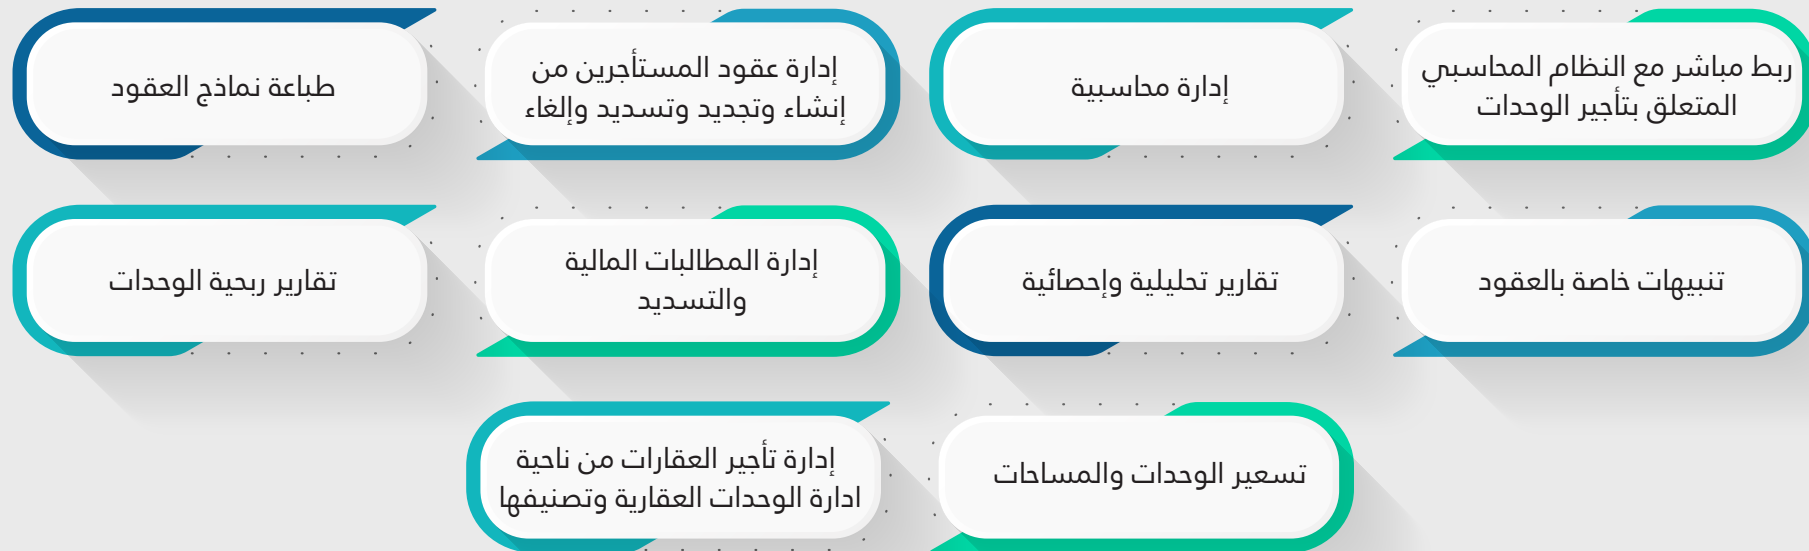 ربط مباشر مع النظام المحاسبي
المتعلق بتأجير الوحدات
إدارة محاسبية
إدارة عقود المستأجرين من
إنشاء وتجديد وتسديد وإلغاء
طباعة نماذج العقود
تنبيهات خاصة بالعقود
تقارير تحليلية وإحصائية
إدارة المطالبات المالية
والتسديد
تقارير ربحية الوحدات
تسعير الوحدات والمساحات
إدارة تأجير العقارات من ناحية
ادارة الوحدات العقارية وتصنيفها